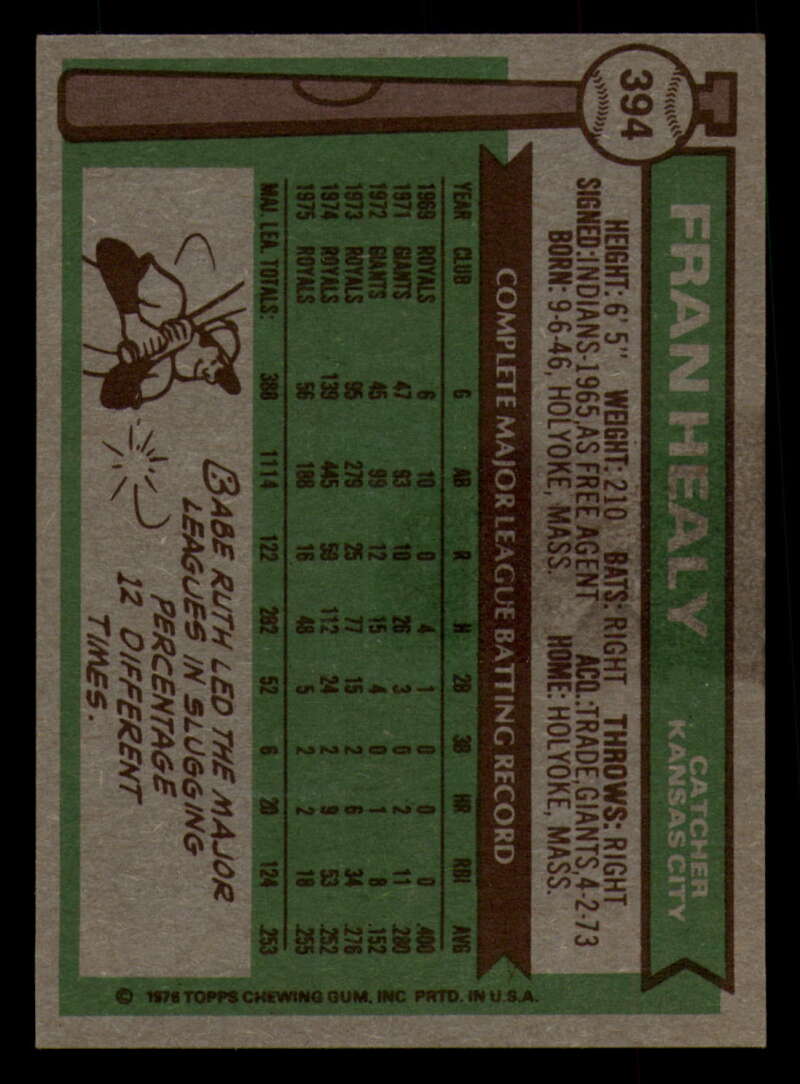 394
FRAN HEALY
CATCHER
KANSAS CITY
HEIGHT: 6' 5" WEIGHT: 210 BATS: RIGHT THROWS: RIGHT
SIGNED: INDIANS-1965, AS FREE AGENT ACQ.: TRADE, GIANTS, 4-2-73
BORN: 9-6-46, HOLYOKE, MASS. HOME: HOLYOKE, MASS.
COMPLETE MAJOR LEAGUE BATTING RECORD
YEAR CLUB G AB R H 2B 3B HR RBI AVG
1969 ROYALS 6 10 0 4 1 0 0 0 .400
1971 GIANTS 47 93 10 26 3 0 2 11 .280
1972 GIANTS 45 99 12 15 4 0 1 8 .152
1973 ROYALS 95 279 25 77 15 2 6 34 .276
1974 ROYALS 139 445 59 112 24 2 9 53 .252
1975 ROYALS 56 188 16 48 5 2 2 18 .255
MAJ. LEA. TOTALS: 388 1114 122 282 52 6 20 124 .253
BABE RUTH LED THE MAJOR
LEAGUES IN SLUGGING
PERCENTAGE
12 DIFFERENT
TIMES.
© 1976 TOPPS CHEWING GUM, INC PRTD. IN U.S.A.